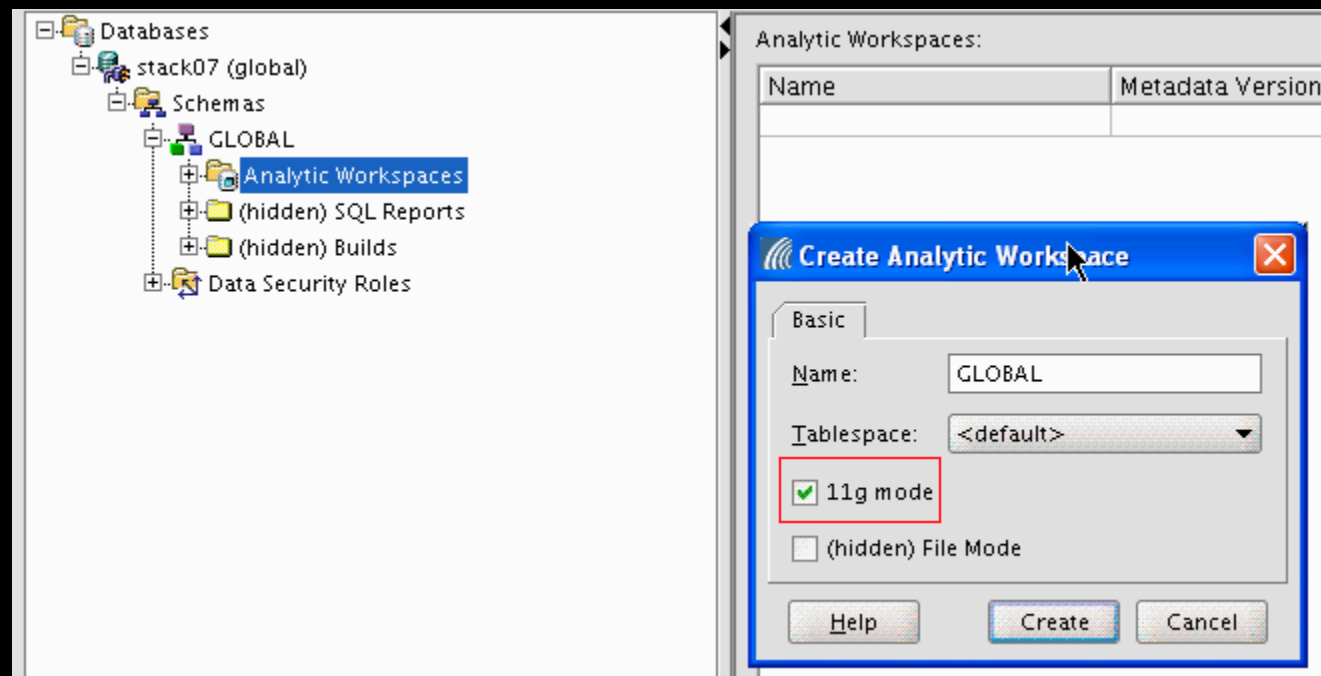 Databases
stack07 (global)
Schemas
GLOBAL
Analytic Workspaces
(hidden) SQL Reports
(hidden) Builds
Data Security Roles
Analytic Workspaces:
Name Metadata Version
Create Analytic Workspace
Basic
Name: GLOBAL
Tablespace: <default>
11g mode
(hidden) File Mode
Help Create Cancel